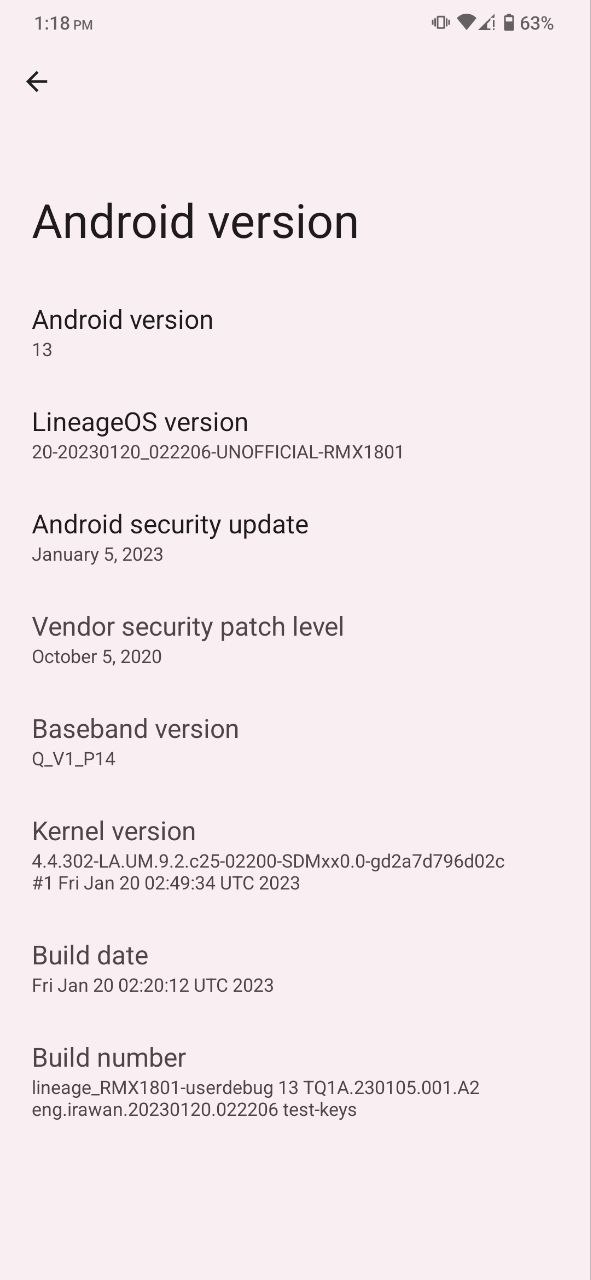 1:18 PM 63%
Android version
Android version
13
LineageOS version
20-20230120_022206-UNOFFICIAL-RMX1801
Android security update
January 5, 2023
Vendor security patch level
October 5, 2020
Baseband version
Q_V1_P14
Kernel version
4.4.302-LA.UM.9.2.c25-02200-SDMxx0.0-gd2a7d796d02c
#1 Fri Jan 20 02:49:34 UTC 2023
Build date
Fri Jan 20 02:20:12 UTC 2023
Build number
lineage_RMX1801-userdebug 13 TQ1A.230105.001.A2
eng.irawan.20230120.022206 test-keys